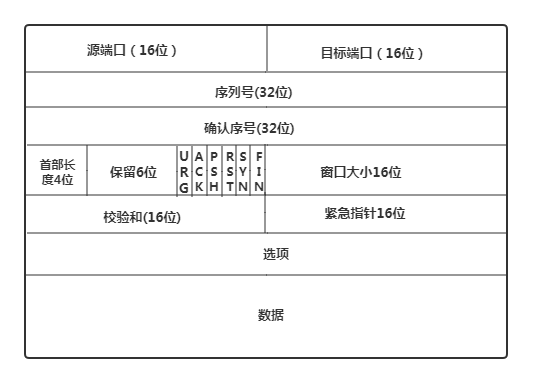 源端口（16位）
目标端口（16位）
序列号(32位)
确认序号(32位)
首部长
度4位
保留6位
URG
ACK
PSH
RST
SYN
FIN
窗口大小16位
校验和(16位)
紧急指针16位
选项
数据